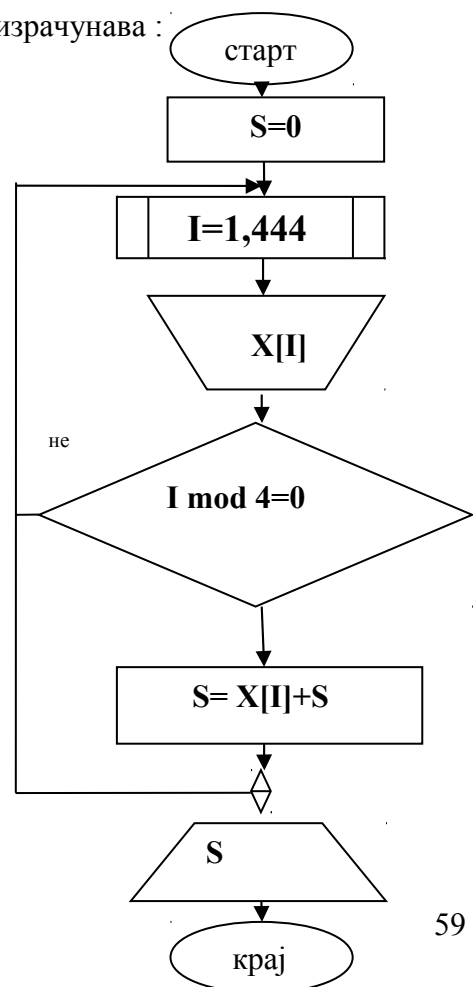 израчунава :
старт
S=0
I=1,444
X[I]
не
I mod 4=0
S= X[I]+S
S
59
крај